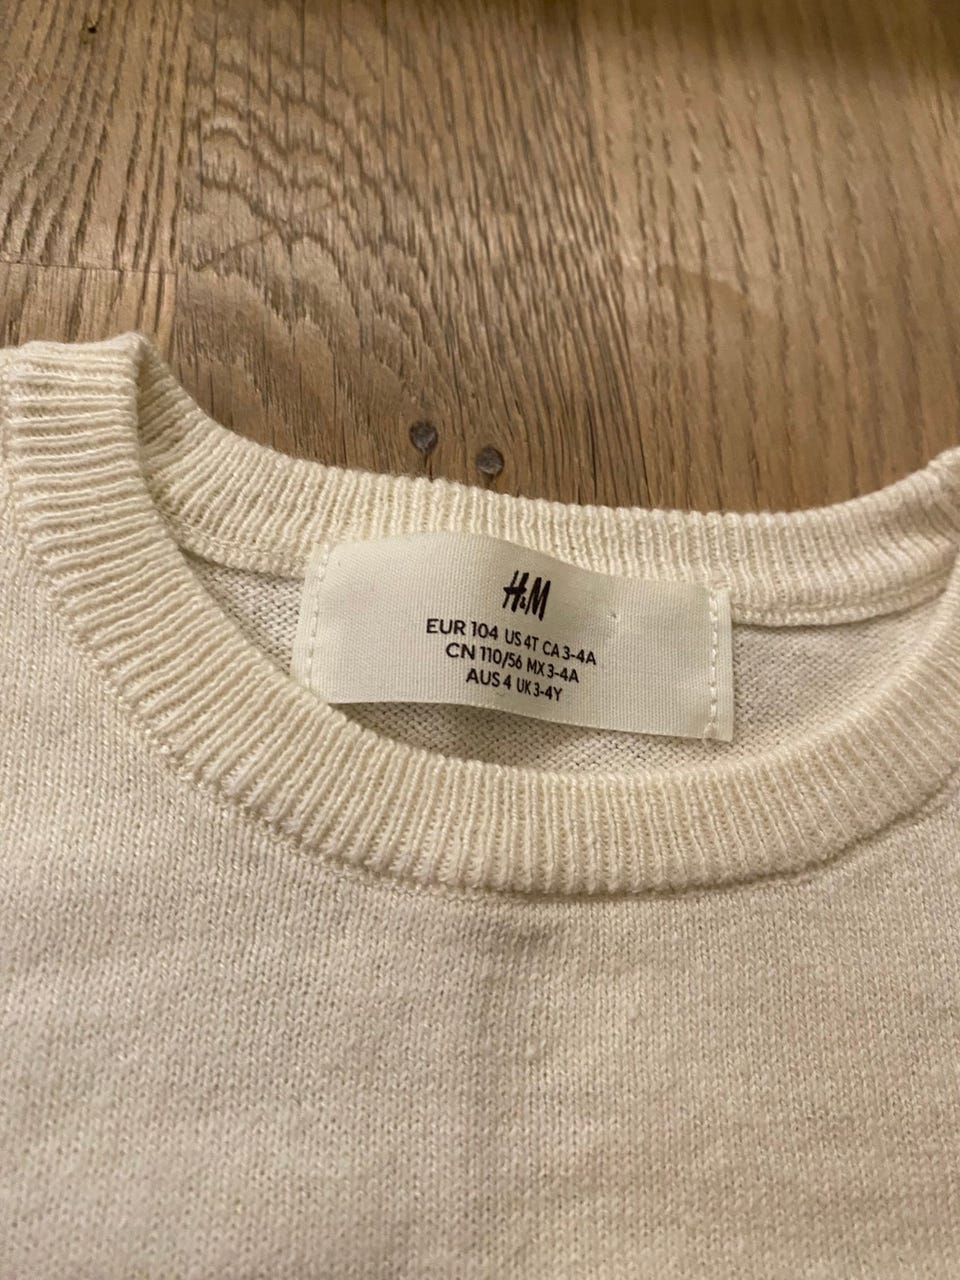 H&M
EUR 104 US 4T CA 3-4A
CN 110/56 MX 3-4A
AUS 4 UK 3-4Y